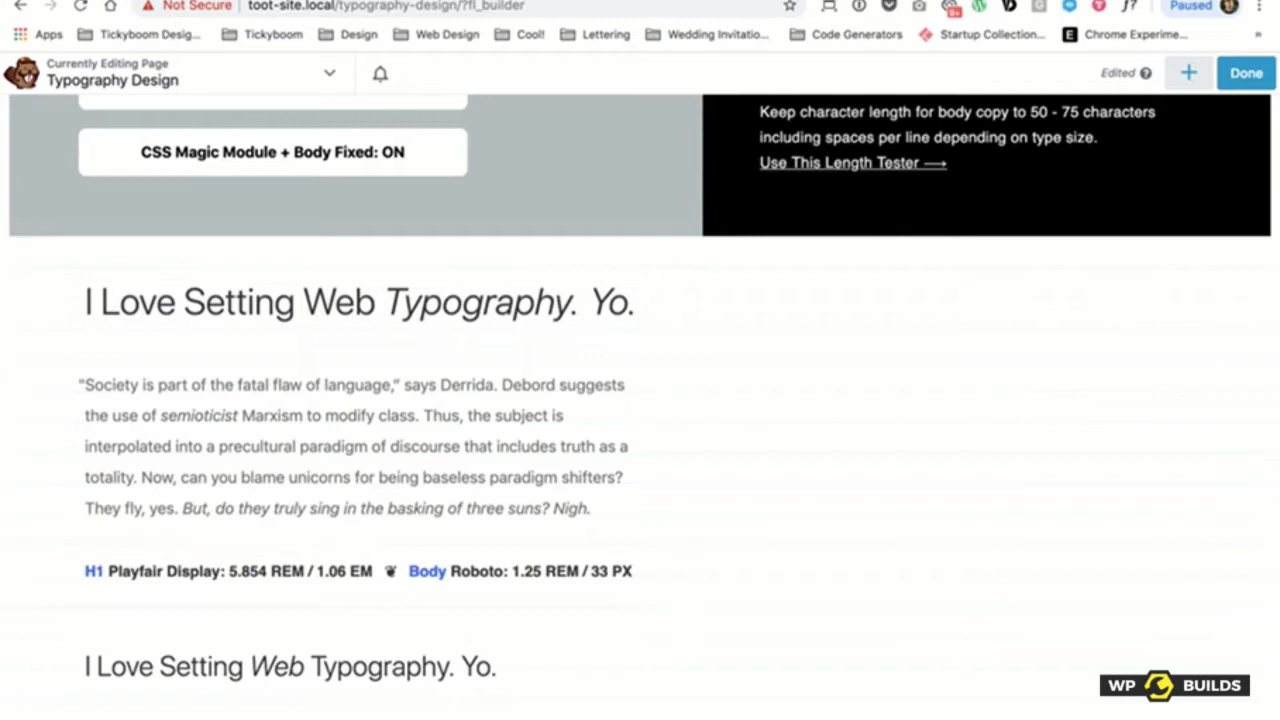 Not Secure toot-site.local/typography-design/?fl_builder Paused
Apps Tickyboom Desig... Tickyboom Design Web Design Cool! Lettering Wedding Invitatio... Code Generators Startup Collection... Chrome Experime... »
Currently Editing Page
Typography Design
Edited ? + Done
CSS Magic Module + Body Fixed: ON
Keep character length for body copy to 50 - 75 characters
including spaces per line depending on type size.
Use This Length Tester ⟶
I Love Setting Web Typography. Yo.
“Society is part of the fatal flaw of language,” says Derrida. Debord suggests
the use of semioticist Marxism to modify class. Thus, the subject is
interpolated into a precultural paradigm of discourse that includes truth as a
totality. Now, can you blame unicorns for being baseless paradigm shifters?
They fly, yes. But, do they truly sing in the basking of three suns? Nigh.
H1 Playfair Display: 5.854 REM / 1.06 EM ❦ Body Roboto: 1.25 REM / 33 PX
I Love Setting Web Typography. Yo.
WP BUILDS